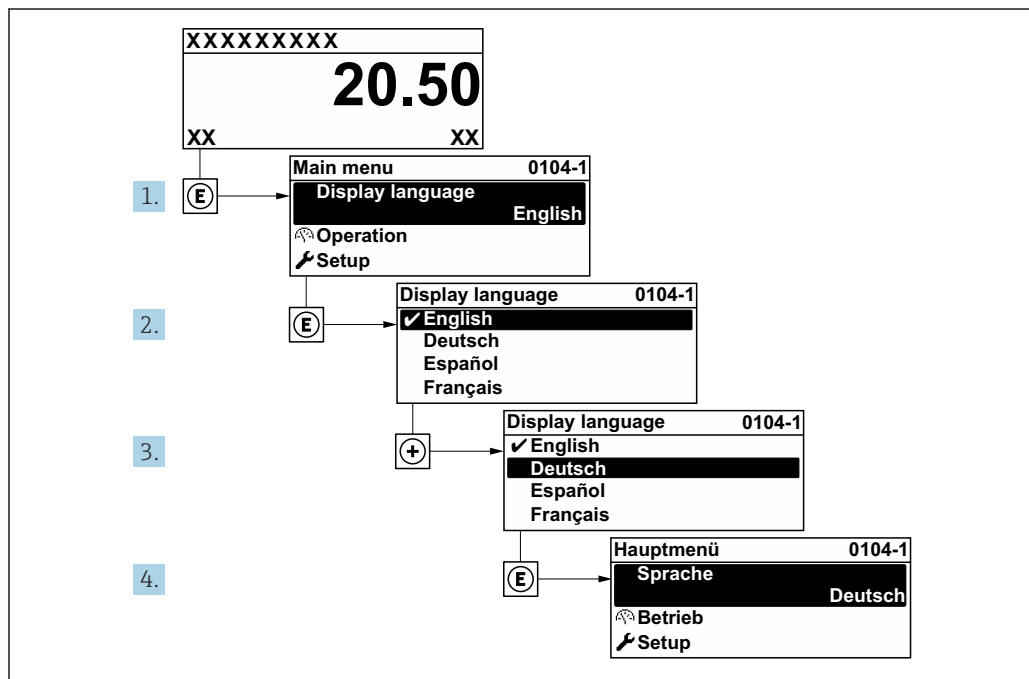 XXXXXXXXX
20.50
XX XX
1.
E
Main menu 0104-1
Display language
English
Operation
Setup
2.
E
Display language 0104-1
✔ English
Deutsch
Español
Français
3.
+
Display language 0104-1
✔ English
Deutsch
Español
Français
4.
E
Hauptmenü 0104-1
Sprache
Deutsch
Betrieb
Setup